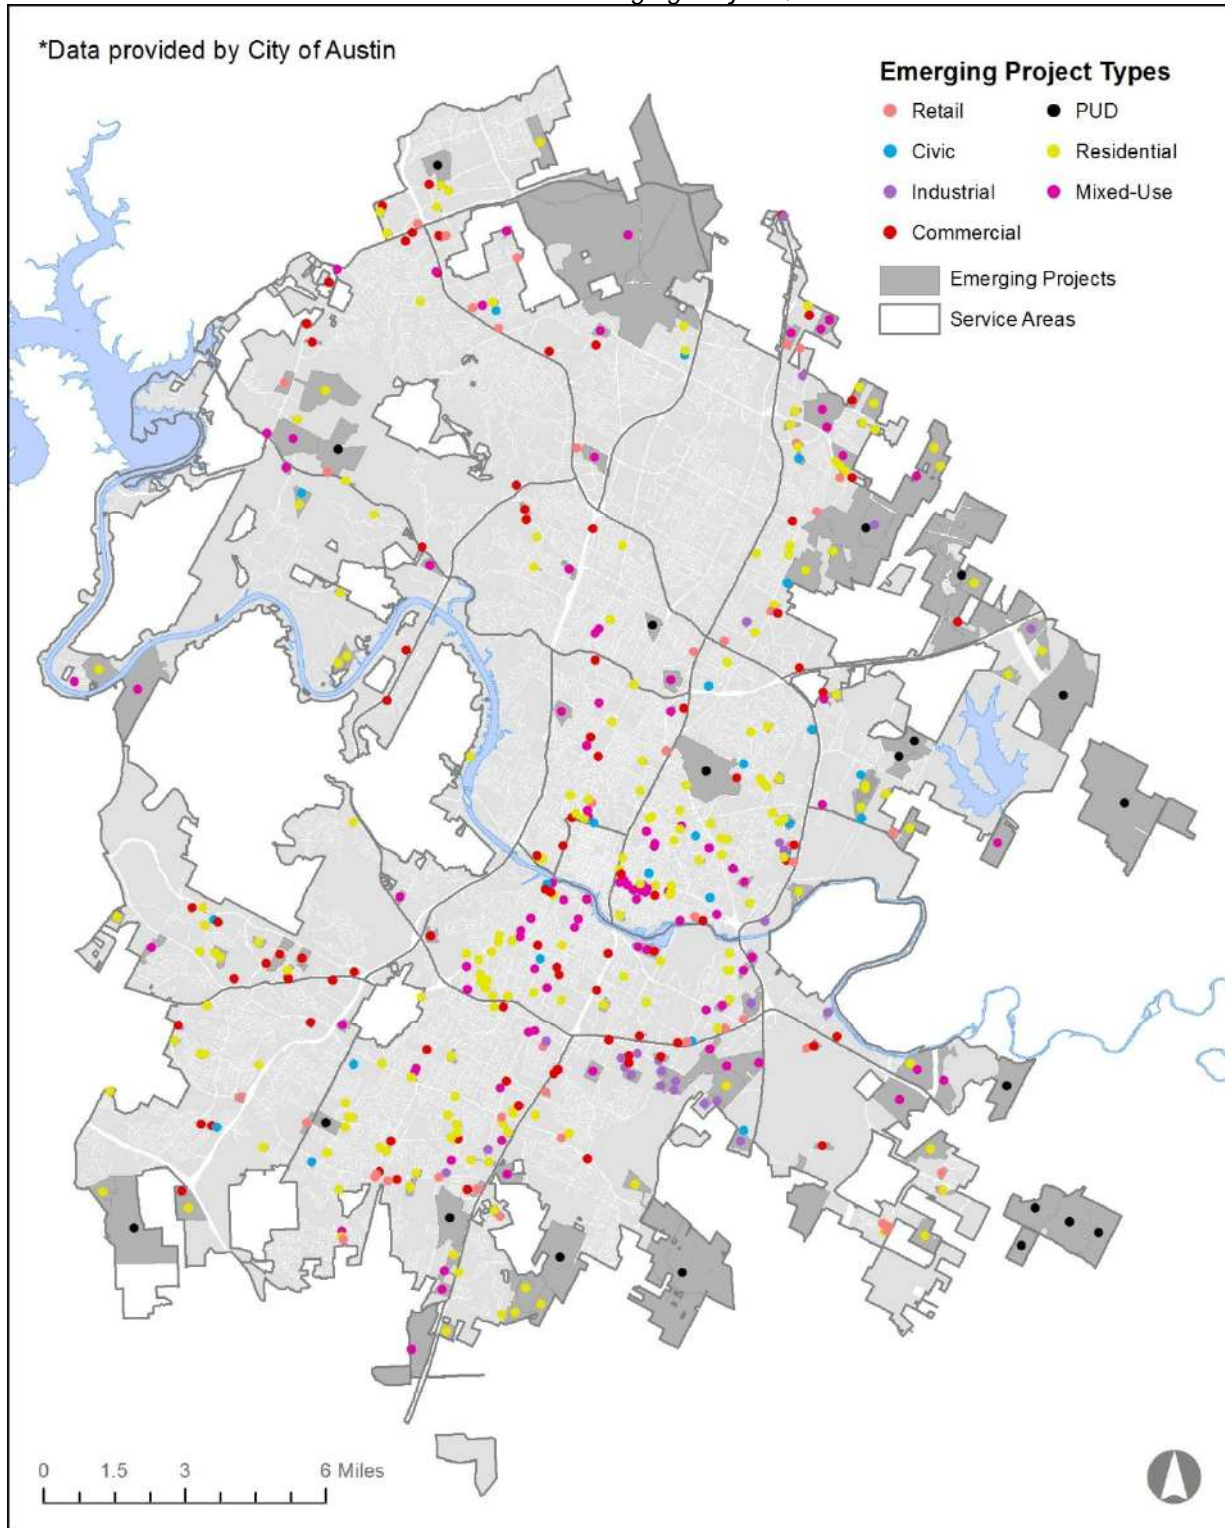 *Data provided by City of Austin
Emerging Project Types
Retail
PUD
Civic
Residential
Industrial
Mixed-Use
Commercial
Emerging Projects
Service Areas
0 1.5 3 6 Miles